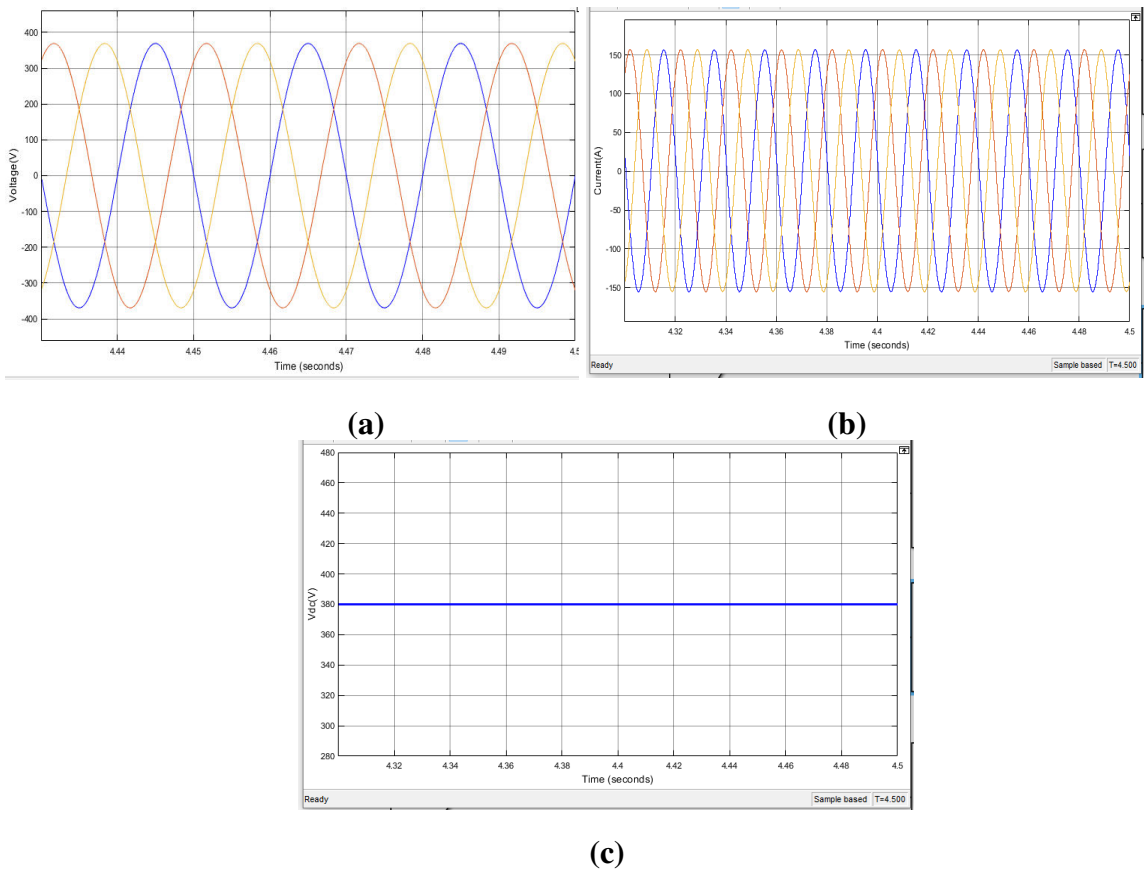 400
300
200
100
0
-100
-200
-300
-400
Voltage(V)
4.44 4.45 4.46 4.47 4.48 4.49 4.5
Time (seconds)
150
100
50
0
-50
-100
-150
Current(A)
4.32 4.34 4.36 4.38 4.4 4.42 4.44 4.46 4.48 4.5
Time (seconds)
Ready Sample based T=4.500
(a) (b)
480
460
440
420
400
380
360
340
320
300
280
Vdc(V)
4.32 4.34 4.36 4.38 4.4 4.42 4.44 4.46 4.48 4.5
Time (seconds)
Ready Sample based T=4.500
(c)